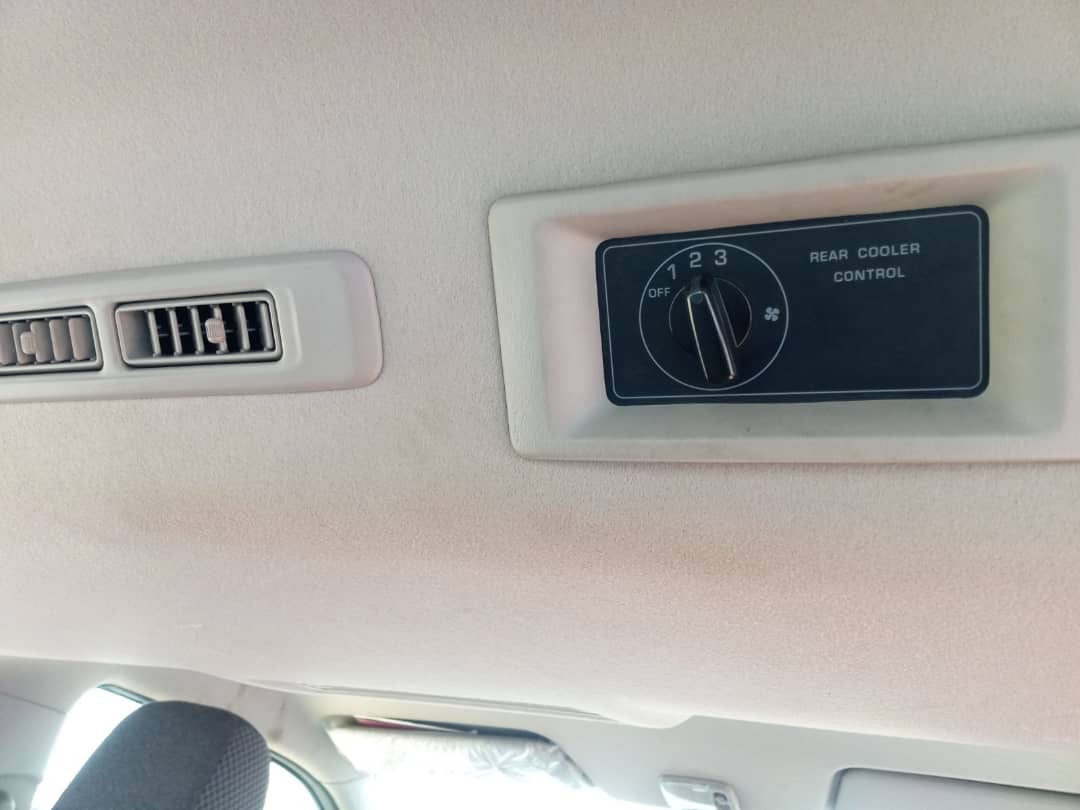 OFF 1 2 3
REAR COOLER
CONTROL